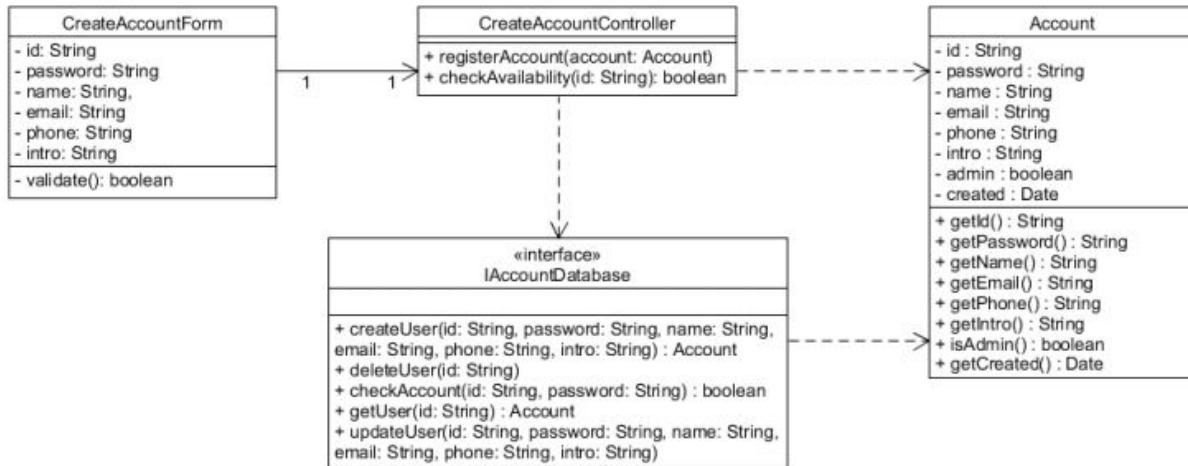 CreateAccountForm
- id: String
- password: String
- name: String,
- email: String
- phone: String
- intro: String
- validate(): boolean
1
1
CreateAccountController
+ registerAccount(account: Account)
+ checkAvailability(id: String): boolean
Account
- id : String
- password : String
- name : String
- email : String
- phone : String
- intro : String
- admin : boolean
- created : Date
+ getId() : String
+ getPassword() : String
+ getName() : String
+ getEmail() : String
+ getPhone() : String
+ getIntro() : String
+ isAdmin() : boolean
+ getCreated() : Date
«interface»
IAccountDatabase
+ createUser(id: String, password: String, name: String,
email: String, phone: String, intro: String) : Account
+ deleteUser(id: String)
+ checkAccount(id: String, password: String) : boolean
+ getUser(id: String) : Account
+ updateUser(id: String, password: String, name: String,
email: String, phone: String, intro: String)